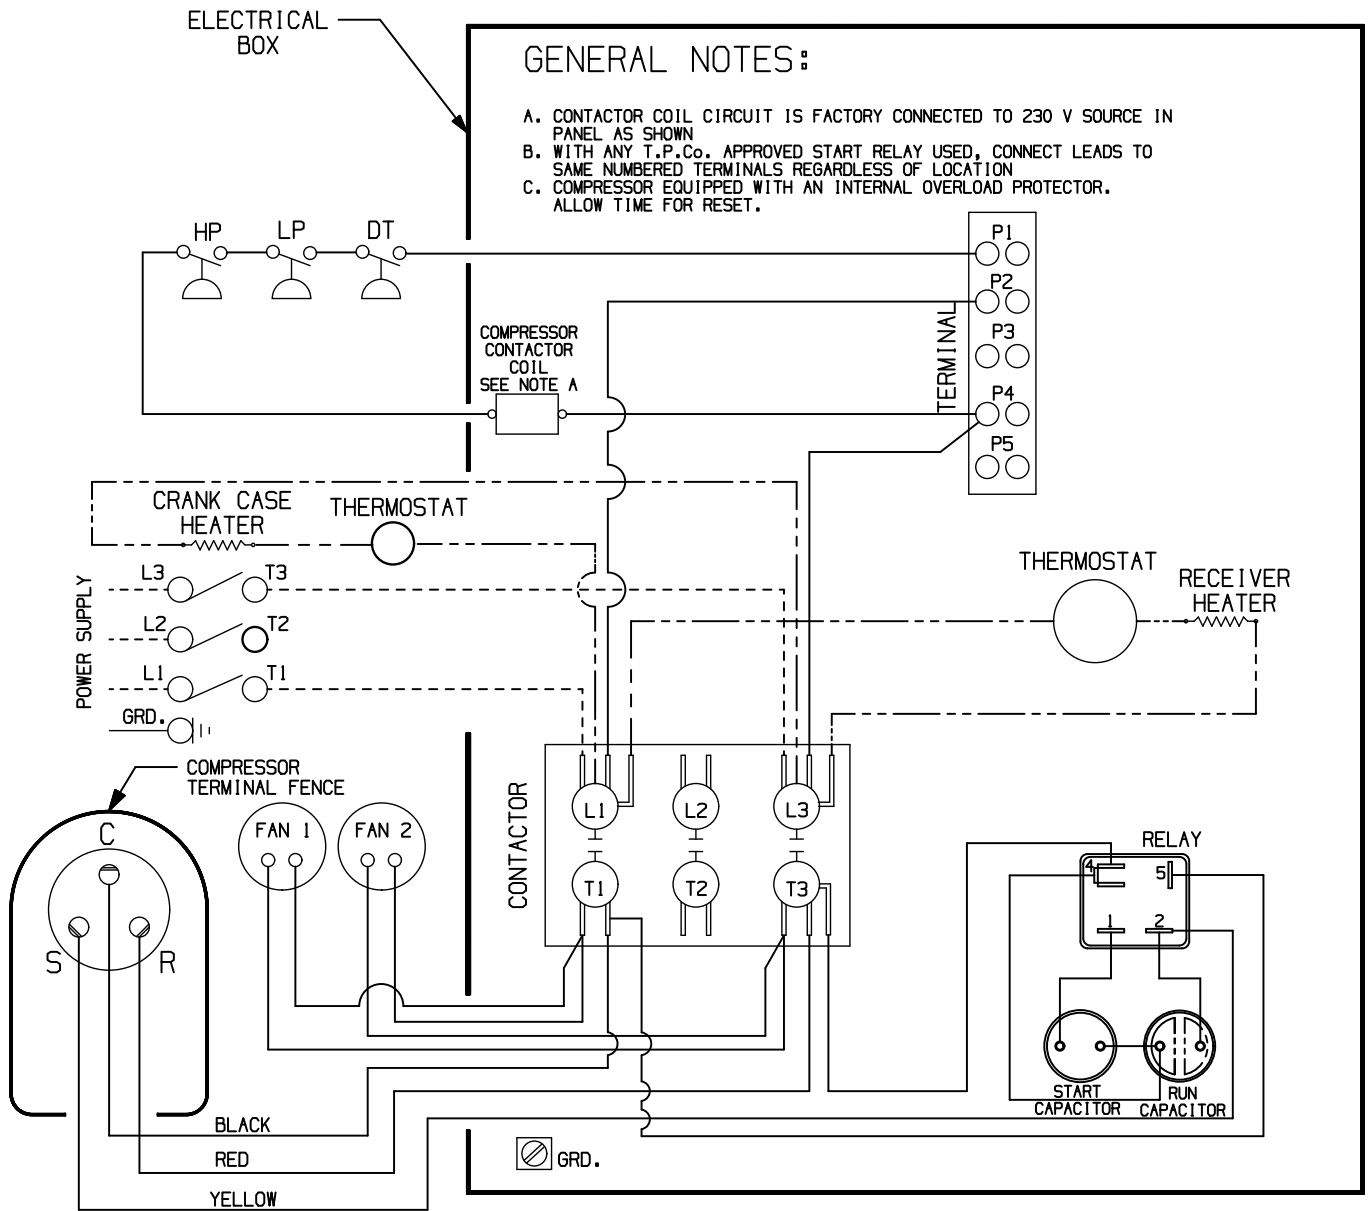 ELECTRICAL
BOX
GENERAL NOTES:
A. CONTACTOR COIL CIRCUIT IS FACTORY CONNECTED TO 230 V SOURCE IN
PANEL AS SHOWN
B. WITH ANY T.P.Co. APPROVED START RELAY USED, CONNECT LEADS TO
SAME NUMBERED TERMINALS REGARDLESS OF LOCATION
C. COMPRESSOR EQUIPPED WITH AN INTERNAL OVERLOAD PROTECTOR.
ALLOW TIME FOR RESET.
HP
LP
DT
P1
P2
P3
P4
P5
TERMINAL
COMPRESSOR
CONTACTOR
COIL
SEE NOTE A
CRANK CASE
HEATER
THERMOSTAT
POWER SUPPLY
L3
T3
L2
T2
L1
T1
GRD.
THERMOSTAT
RECEIVER
HEATER
COMPRESSOR
TERMINAL FENCE
C
S
R
FAN 1
FAN 2
CONTACTOR
L1
L2
L3
T1
T2
T3
RELAY
4
5
1
2
START
CAPACITOR
RUN
CAPACITOR
BLACK
RED
YELLOW
GRD.